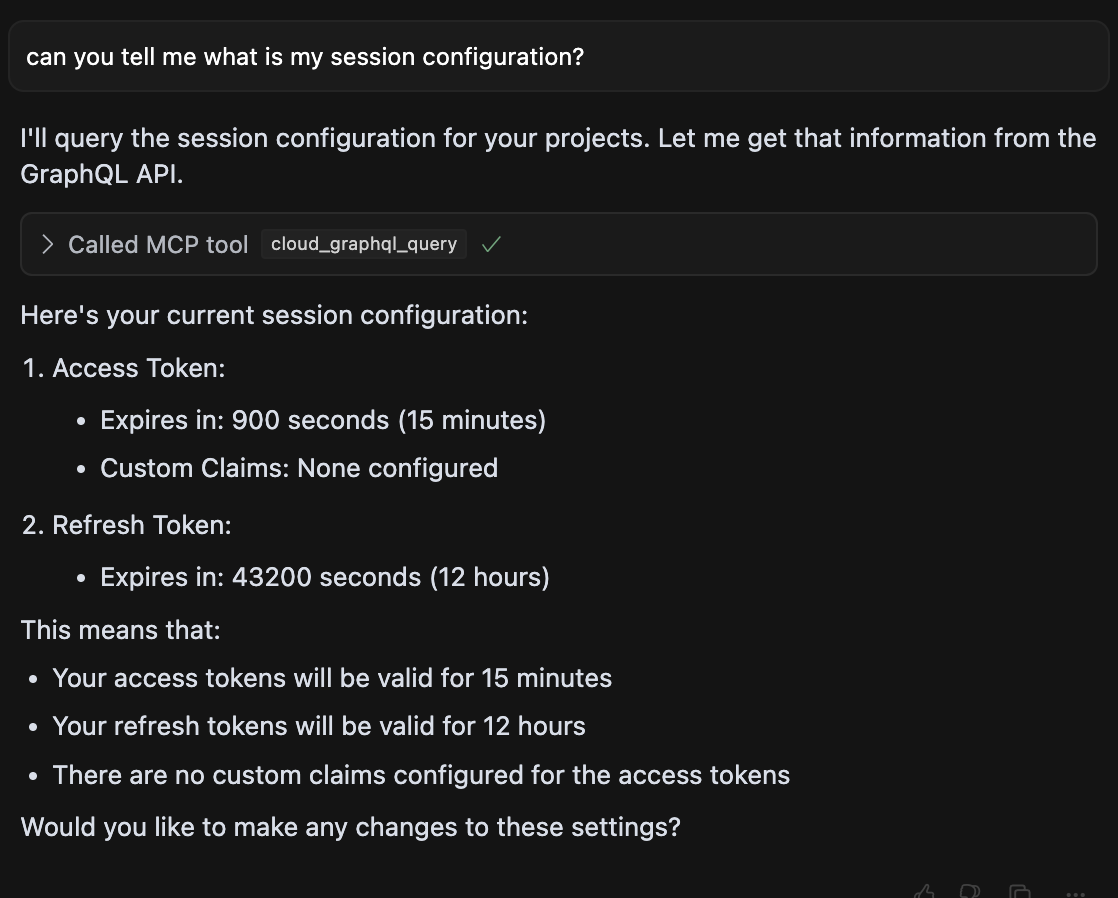 can you tell me what is my session configuration?
I'll query the session configuration for your projects. Let me get that information from the
GraphQL API.
Called MCP tool cloud_graphql_query
Here's your current session configuration:
1. Access Token:
• Expires in: 900 seconds (15 minutes)
• Custom Claims: None configured
2. Refresh Token:
• Expires in: 43200 seconds (12 hours)
This means that:
• Your access tokens will be valid for 15 minutes
• Your refresh tokens will be valid for 12 hours
• There are no custom claims configured for the access tokens
Would you like to make any changes to these settings?